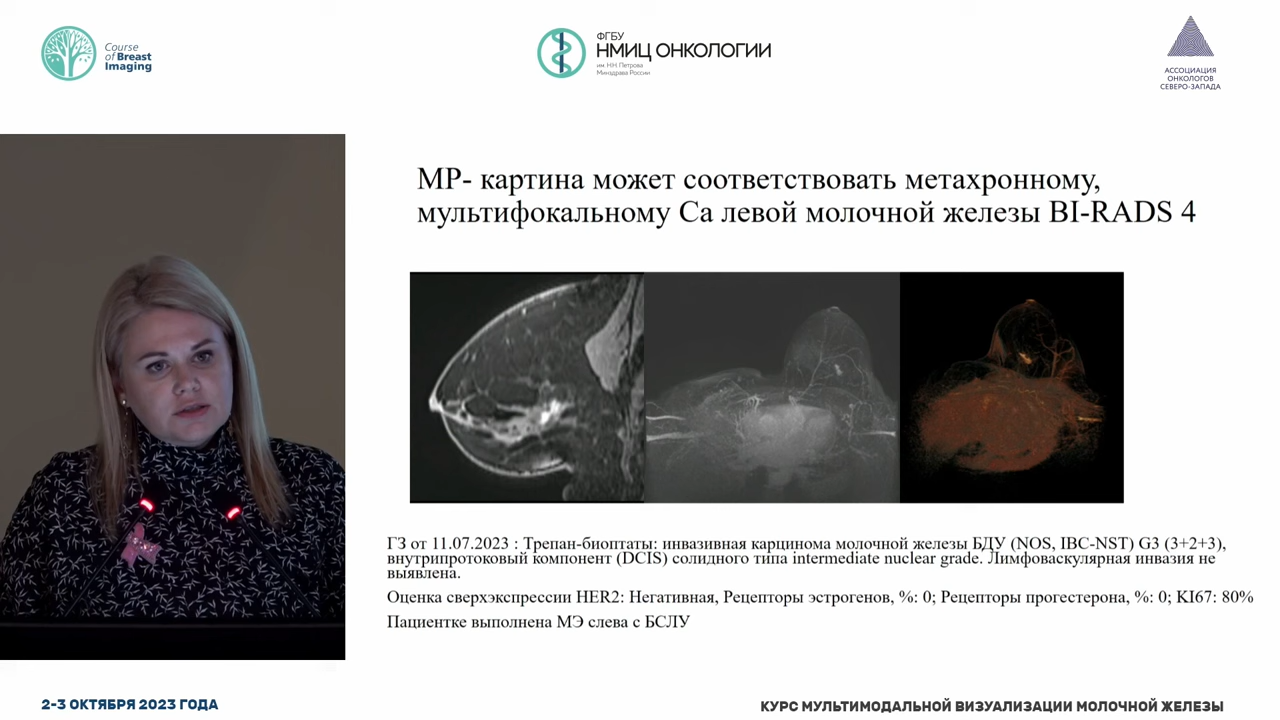 Course
of Breast
Imaging
ФГБУ
НМИЦ ОНКОЛОГИИ
им. Н.Н. Петрова
Минздрава России
АССОЦИАЦИЯ
ОНКОЛОГОВ
СЕВЕРО-ЗАПАДА
МР- картина может соответствовать метахронному,
мультифокальному Са левой молочной железы BI-RADS 4
ГЗ от 11.07.2023 : Трепан-биоптаты: инвазивная карцинома молочной железы БДУ (NOS, IBC-NST) G3 (3+2+3),
внутрипротоковый компонент (DCIS) солидного типа intermediate nuclear grade. Лимфоваскулярная инвазия не
выявлена.
Оценка сверхэкспрессии HER2: Негативная, Рецепторы эстрогенов, %: 0; Рецепторы прогестерона, %: 0; KI67: 80%
Пациентке выполнена МЭ слева с БСЛУ
2-3 ОКТЯБРЯ 2023 ГОДА
КУРС МУЛЬТИМОДАЛЬНОЙ ВИЗУАЛИЗАЦИИ МОЛОЧНОЙ ЖЕЛЕЗЫ